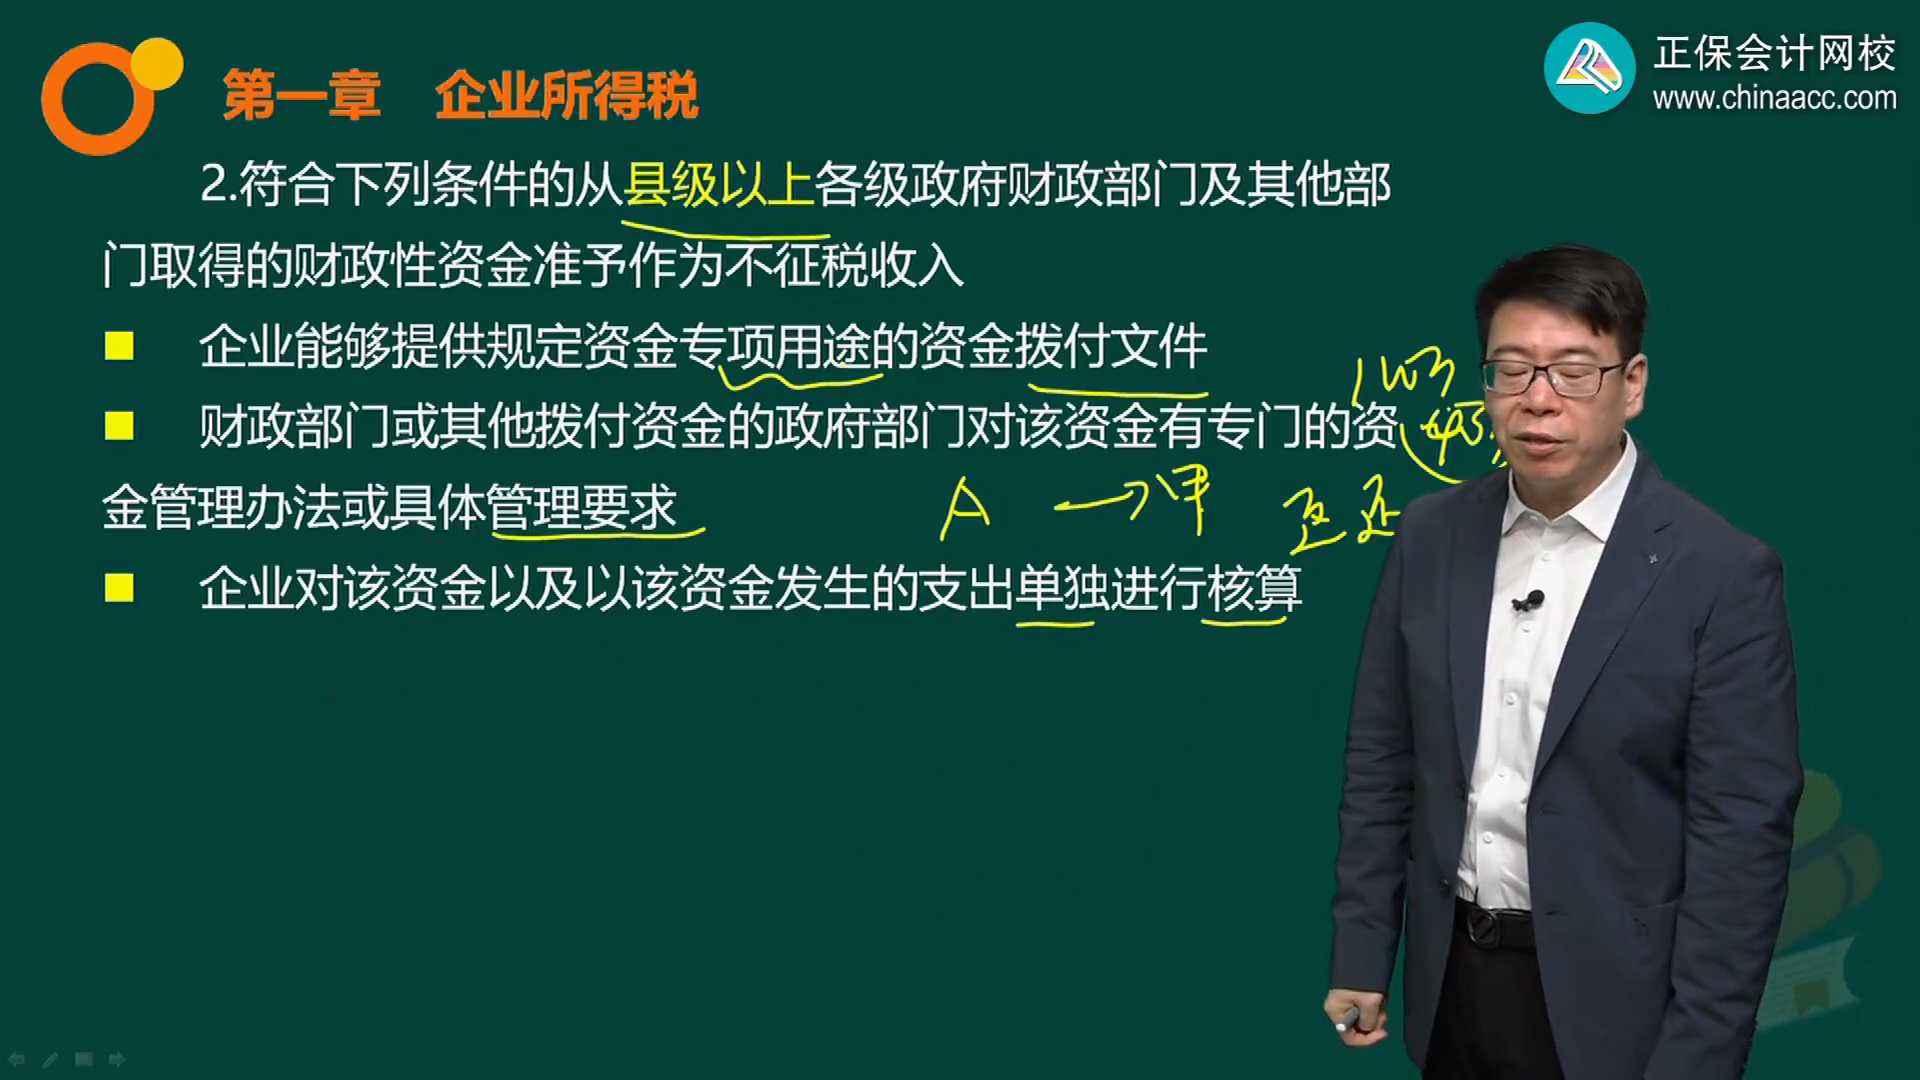 第一章 企业所得税
正保会计网校
www.chinaacc.com
2.符合下列条件的从县级以上各级政府财政部门及其他部
门取得的财政性资金准予作为不征税收入
企业能够提供规定资金专项用途的资金拨付文件
财政部门或其他拨付资金的政府部门对该资金有专门的资
金管理办法或具体管理要求
A → 甲 返还
企业对该资金以及以该资金发生的支出单独进行核算